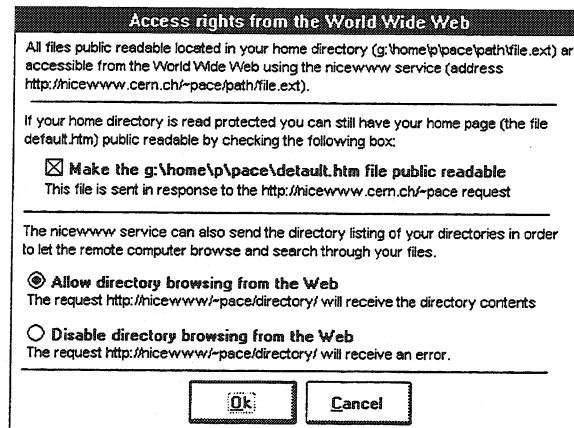 Access rights from the World Wide Web
All files public readable located in your home directory (g:\home\p\pace\path\file.ext) ar
accessible from the World Wide Web using the nicewww service (address
http://nicewww.cern.ch/~pace/path/file.ext).
If your home directory is read protected you can still have your home page (the file
default.htm) public readable by checking the following box:
Make the g:\home\p\pace\default.htm file public readable
This file is sent in response to the http://nicewww.cern.ch/~pace request
The nicewww service can also send the directory listing of your directories in order
to let the remote computer browse and search through your files.
Allow directory browsing from the Web
The request http://nicewww/~pace/directory/ will receive the directory contents
Disable directory browsing from the Web
The request http://nicewww/~pace/directory/ will receive an error.
Ok
Cancel